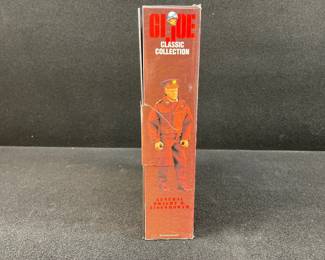 GI JOE
CLASSIC
COLLECTION
GENERAL
DWIGHT D.
EISENHOWER